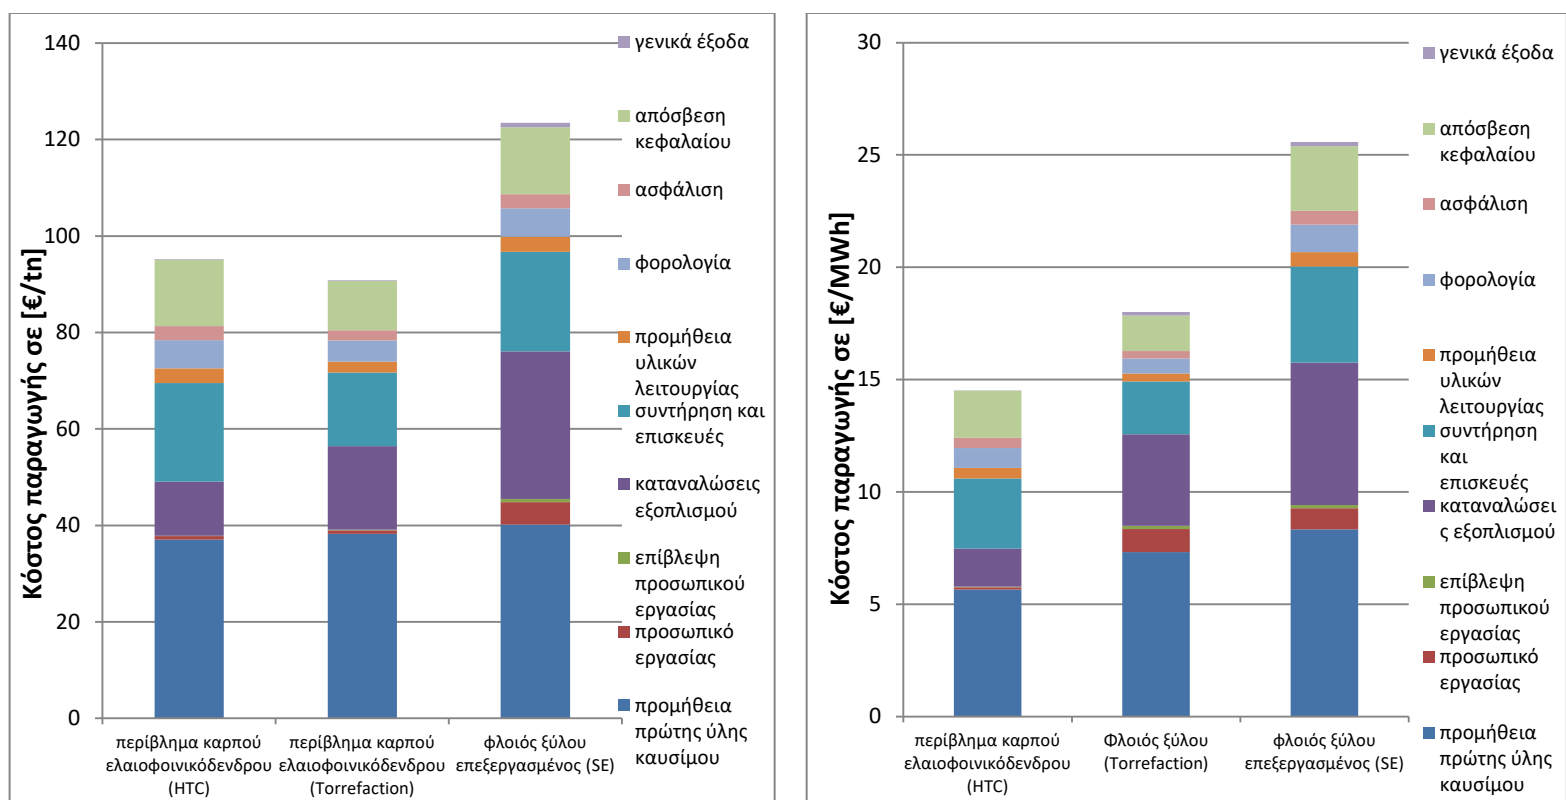 Κόστος παραγωγής σε [€/tn]
140
120
100
80
60
40
20
0
περίβλημα καρπού
ελαιοφοινικόδενδρου
(HTC)
περίβλημα καρπού
ελαιοφοινικόδενδρου
(Torrefaction)
φλοιός ξύλου
επεξεργασμένος (SE)
γενικά έξοδα
απόσβεση
κεφαλαίου
ασφάλιση
φορολογία
προμήθεια
υλικών
λειτουργίας
συντήρηση και
επισκευές
καταναλώσεις
εξοπλισμού
επίβλεψη
προσωπικού
εργασίας
προσωπικό
εργασίας
προμήθεια
πρώτης ύλης
καυσίμου
Κόστος παραγωγής σε [€/MWh]
30
25
20
15
10
5
0
περίβλημα καρπού
ελαιοφοινικόδενδρου
(HTC)
Φλοιός ξύλου
(Torrefaction)
φλοιός ξύλου
επεξεργασμένος (SE)
γενικά έξοδα
απόσβεση
κεφαλαίου
ασφάλιση
φορολογία
προμήθεια
υλικών
λειτουργίας
συντήρηση
και
επισκευές
καταναλώσει
ς εξοπλισμού
επίβλεψη
προσωπικού
εργασίας
προσωπικό
εργασίας
προμήθεια
πρώτης ύλης
καυσίμου